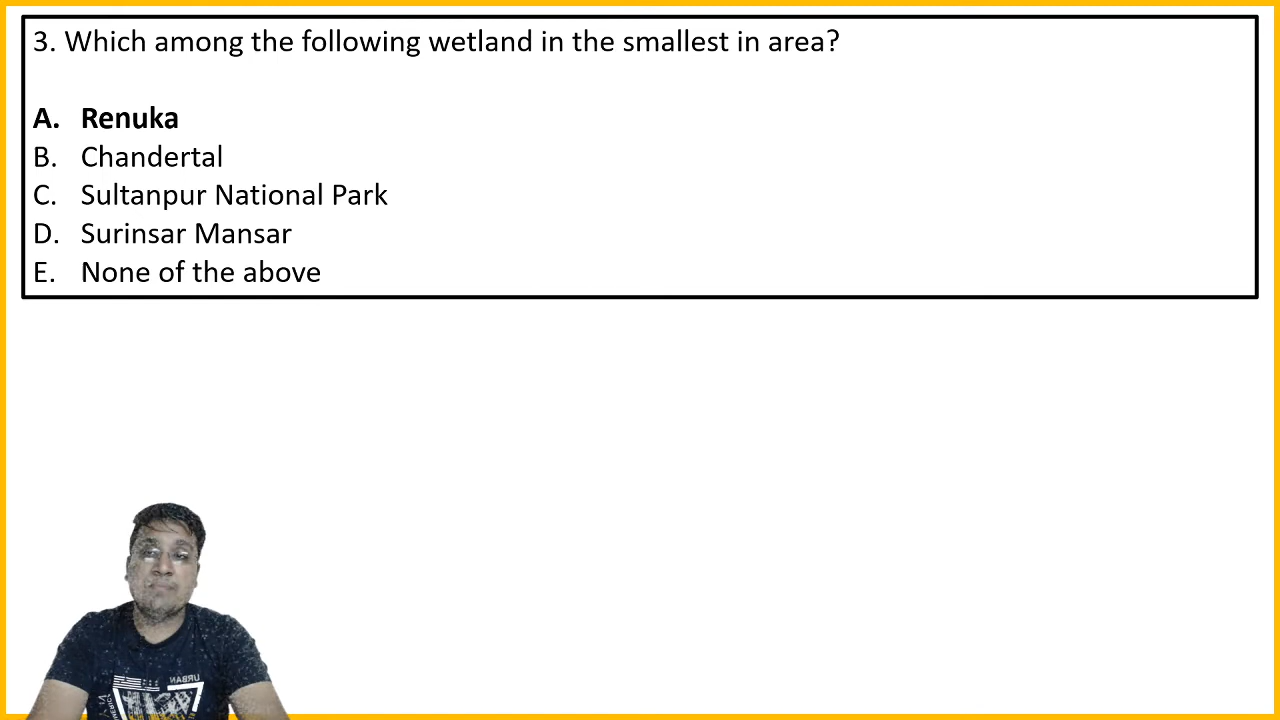 3. Which among the following wetland in the smallest in area?
A. Renuka
B. Chandertal
C. Sultanpur National Park
D. Surinsar Mansar
E. None of the above
URBAN